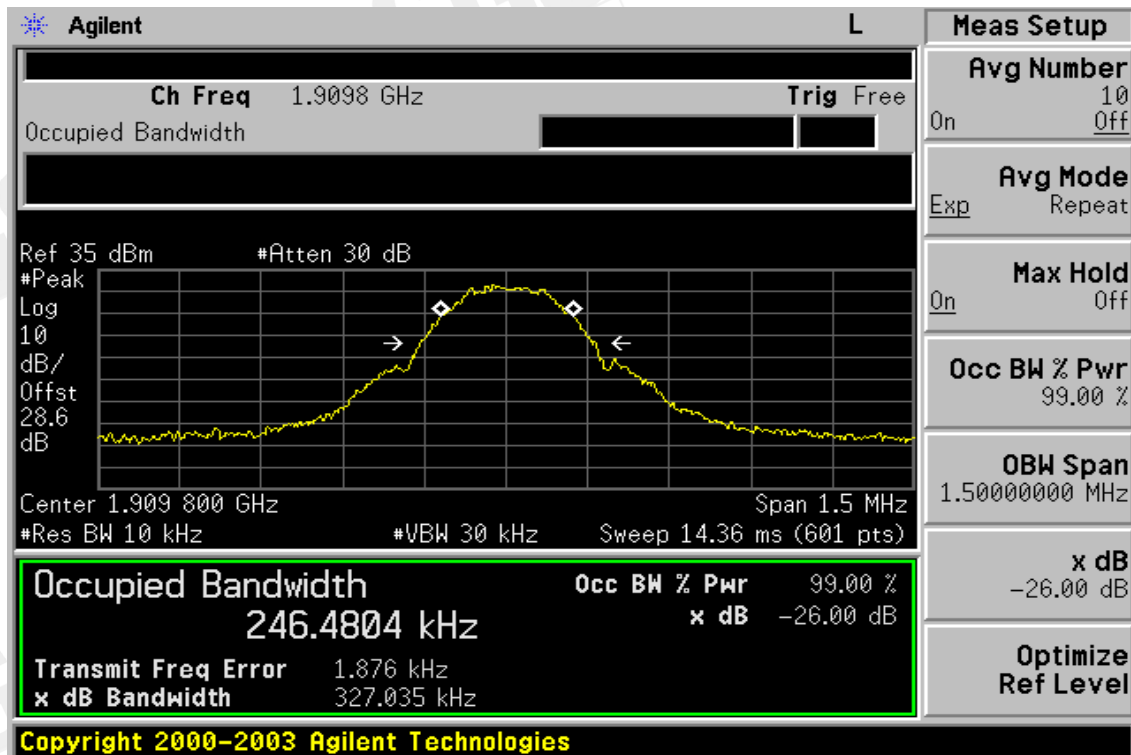 Agilent L
Ch Freq 1.9098 GHz Trig Free
Occupied Bandwidth
Ref 35 dBm #Atten 30 dB
#Peak
Log
10
dB/
Offst
28.6
dB
Center 1.909 800 GHz Span 1.5 MHz
#Res BW 10 kHz #VBW 30 kHz Sweep 14.36 ms (601 pts)
Occupied Bandwidth Occ BW % Pwr 99.00 %
246.4804 kHz x dB -26.00 dB
Transmit Freq Error 1.876 kHz
x dB Bandwidth 327.035 kHz
Meas Setup
Avg Number
10
On Off
Avg Mode
Exp Repeat
Max Hold
On Off
Occ BW % Pwr
99.00 %
OBW Span
1.50000000 MHz
x dB
-26.00 dB
Optimize
Ref Level
Copyright 2000-2003 Agilent Technologies